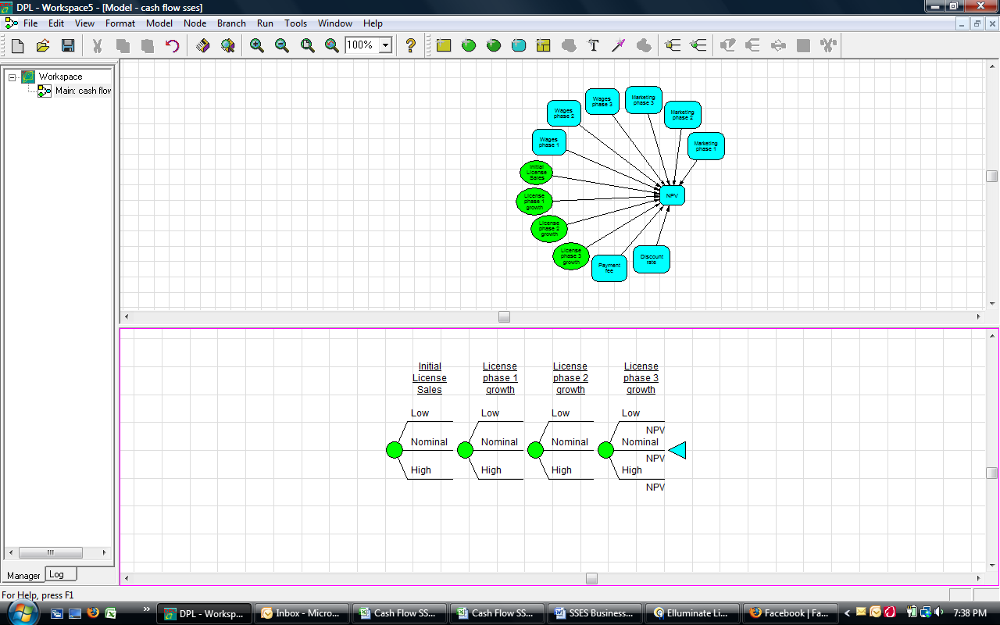 DPL - Workspace5 - [Model - cash flow sses]
File Edit View Format Model Node Branch Run Tools Window Help
100%
Workspace
Main: cash flow
Manager Log
Marketing
phase 3
Wages
phase 3
Wages
phase 2
Marketing
phase 2
Wages
phase 1
Marketing
phase 1
Initial
License
Sales
NPV
License
phase 1
growth
License
phase 2
growth
License
phase 3
growth
Payment
fee
Discount
rate
Initial
License
Sales
License
phase 1
growth
License
phase 2
growth
License
phase 3
growth
Low Low Low Low
NPV
Nominal Nominal Nominal Nominal
NPV
High High High High
NPV
For Help, press F1
DPL - Worksp... Inbox - Micro... Cash Flow SS... Cash Flow SS... SSES Business... Elluminate Li... Facebook | Fa... 7:38 PM